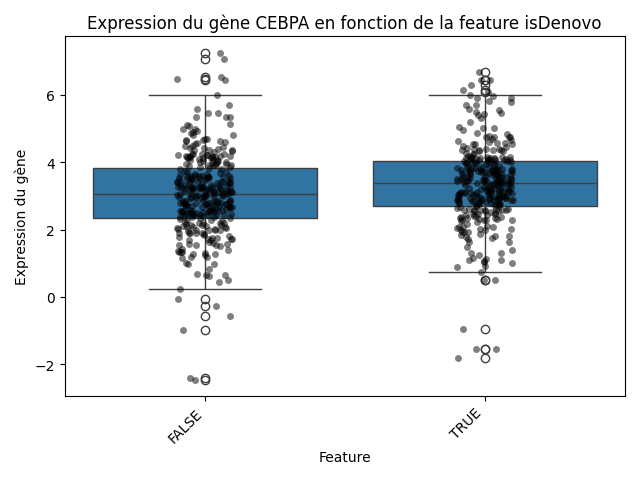 Expression du gène CEBPA en fonction de la feature isDenovo
Expression du gène
6
4
2
0
−2
FALSE
TRUE
Feature